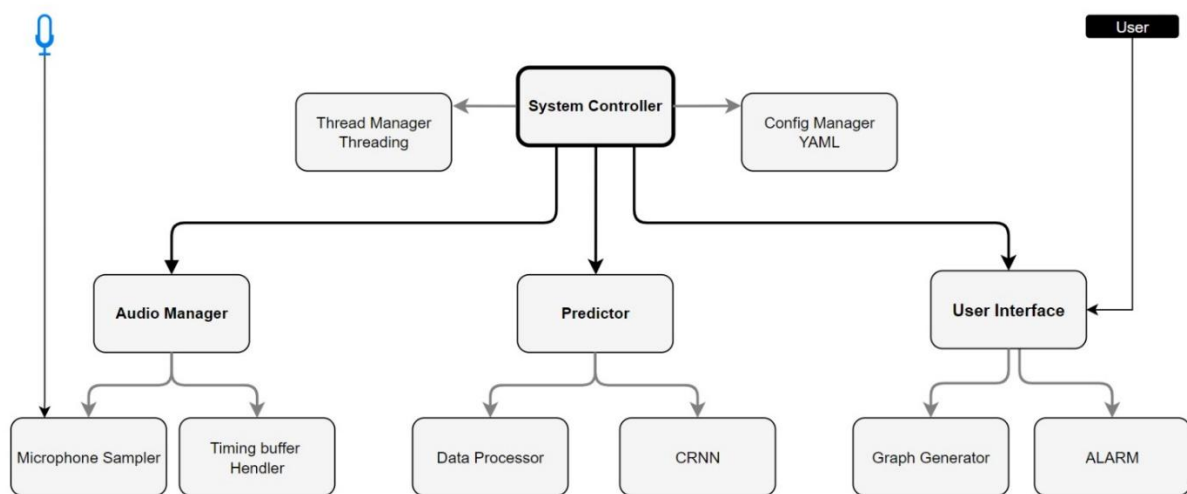 User
System Controller
Thread Manager
Threading
Config Manager
YAML
Audio Manager
Predictor
User Interface
Microphone Sampler
Timing buffer
Hendler
Data Processor
CRNN
Graph Generator
ALARM